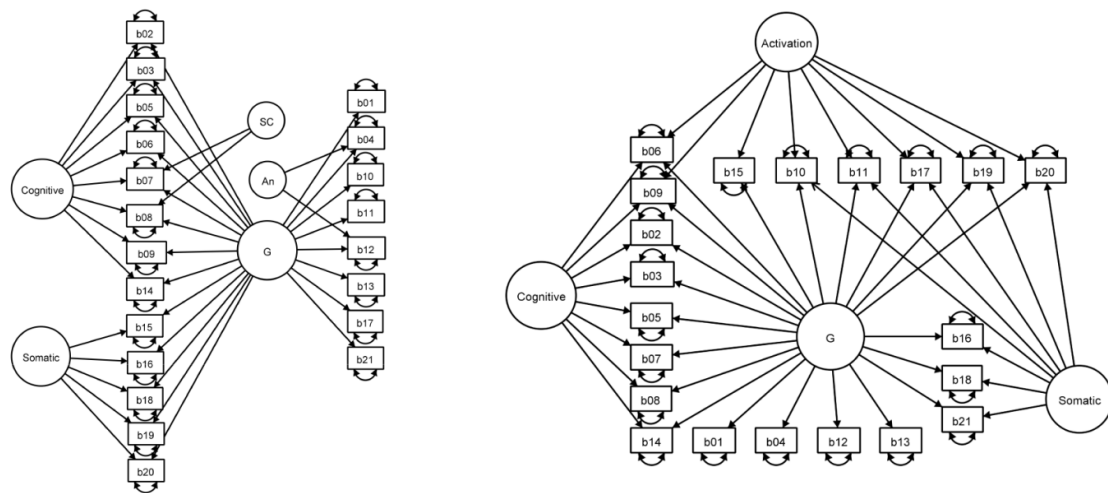 b02
b03
b05
b06
b07
b08
b09
b14
b15
b16
b18
b19
b20
Cognitive
Somatic
SC
An
G
b01
b04
b10
b11
b12
b13
b17
b21
Activation
b06
b09
b02
b03
b05
b07
b08
b14
b15
b10
b11
b17
b19
b20
Cognitive
G
b16
b18
b21
Somatic
b01
b04
b12
b13